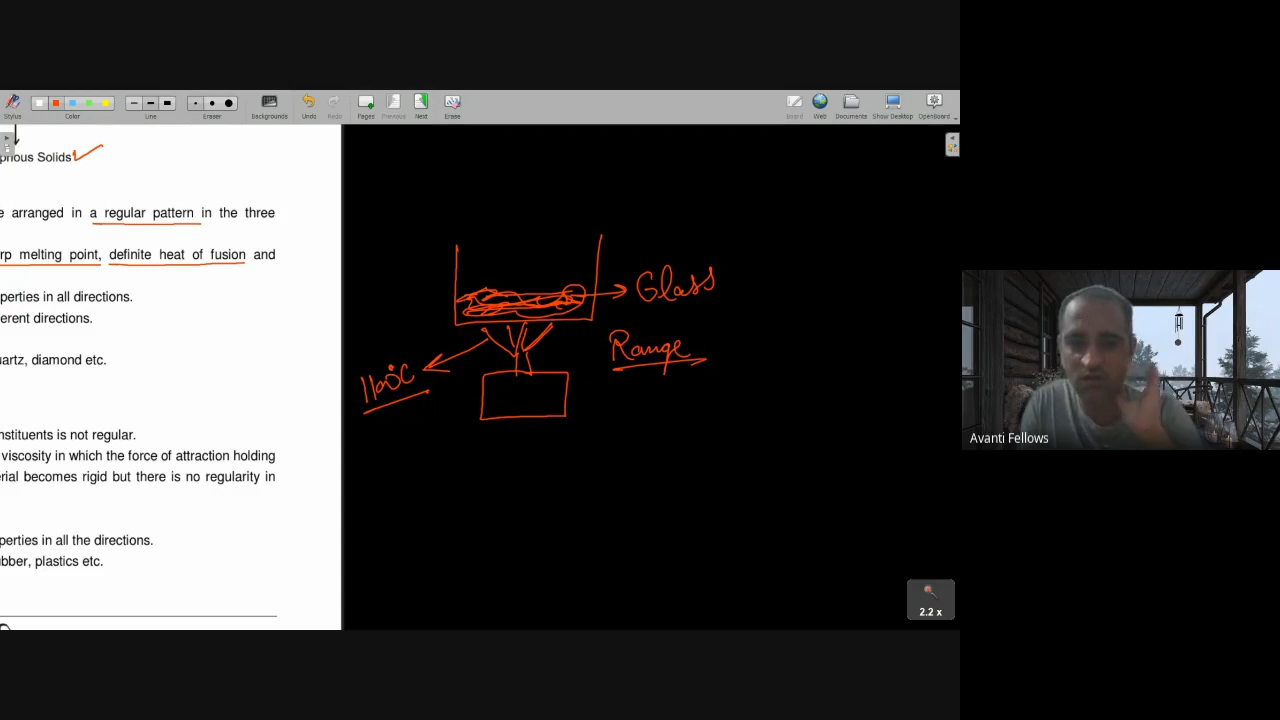 Stylus Color Line Eraser Backgrounds Undo Redo Pages Previous Next Erase Board Web Documents Show Desktop OpenBoard
phous Solids
e arranged in a regular pattern in the three
rp melting point, definite heat of fusion and
perties in all directions.
erent directions.
uartz, diamond etc.
nstituents is not regular.
viscosity in which the force of attraction holding
erial becomes rigid but there is no regularity in
perties in all the directions.
ubber, plastics etc.
Glass
Range
1100°C
2.2 x
Avanti Fellows